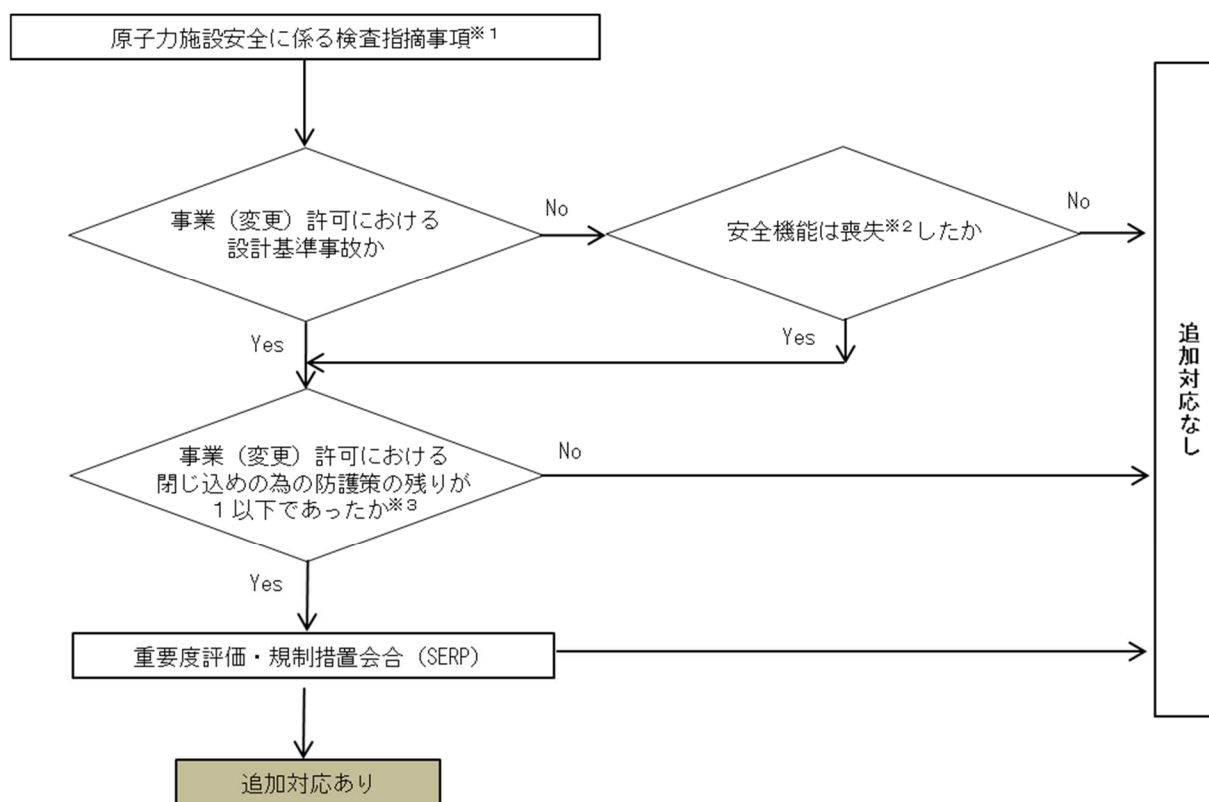 原子力施設安全に係る検査指摘事項※1
事業（変更）許可における
設計基準事故か
No
安全機能は喪失※2したか
No
Yes
Yes
事業（変更）許可における
閉じ込めの為の防護策の残りが
1以下であったか※3
No
Yes
重要度評価・規制措置会合（SERP）
追加対応あり
追加対応なし